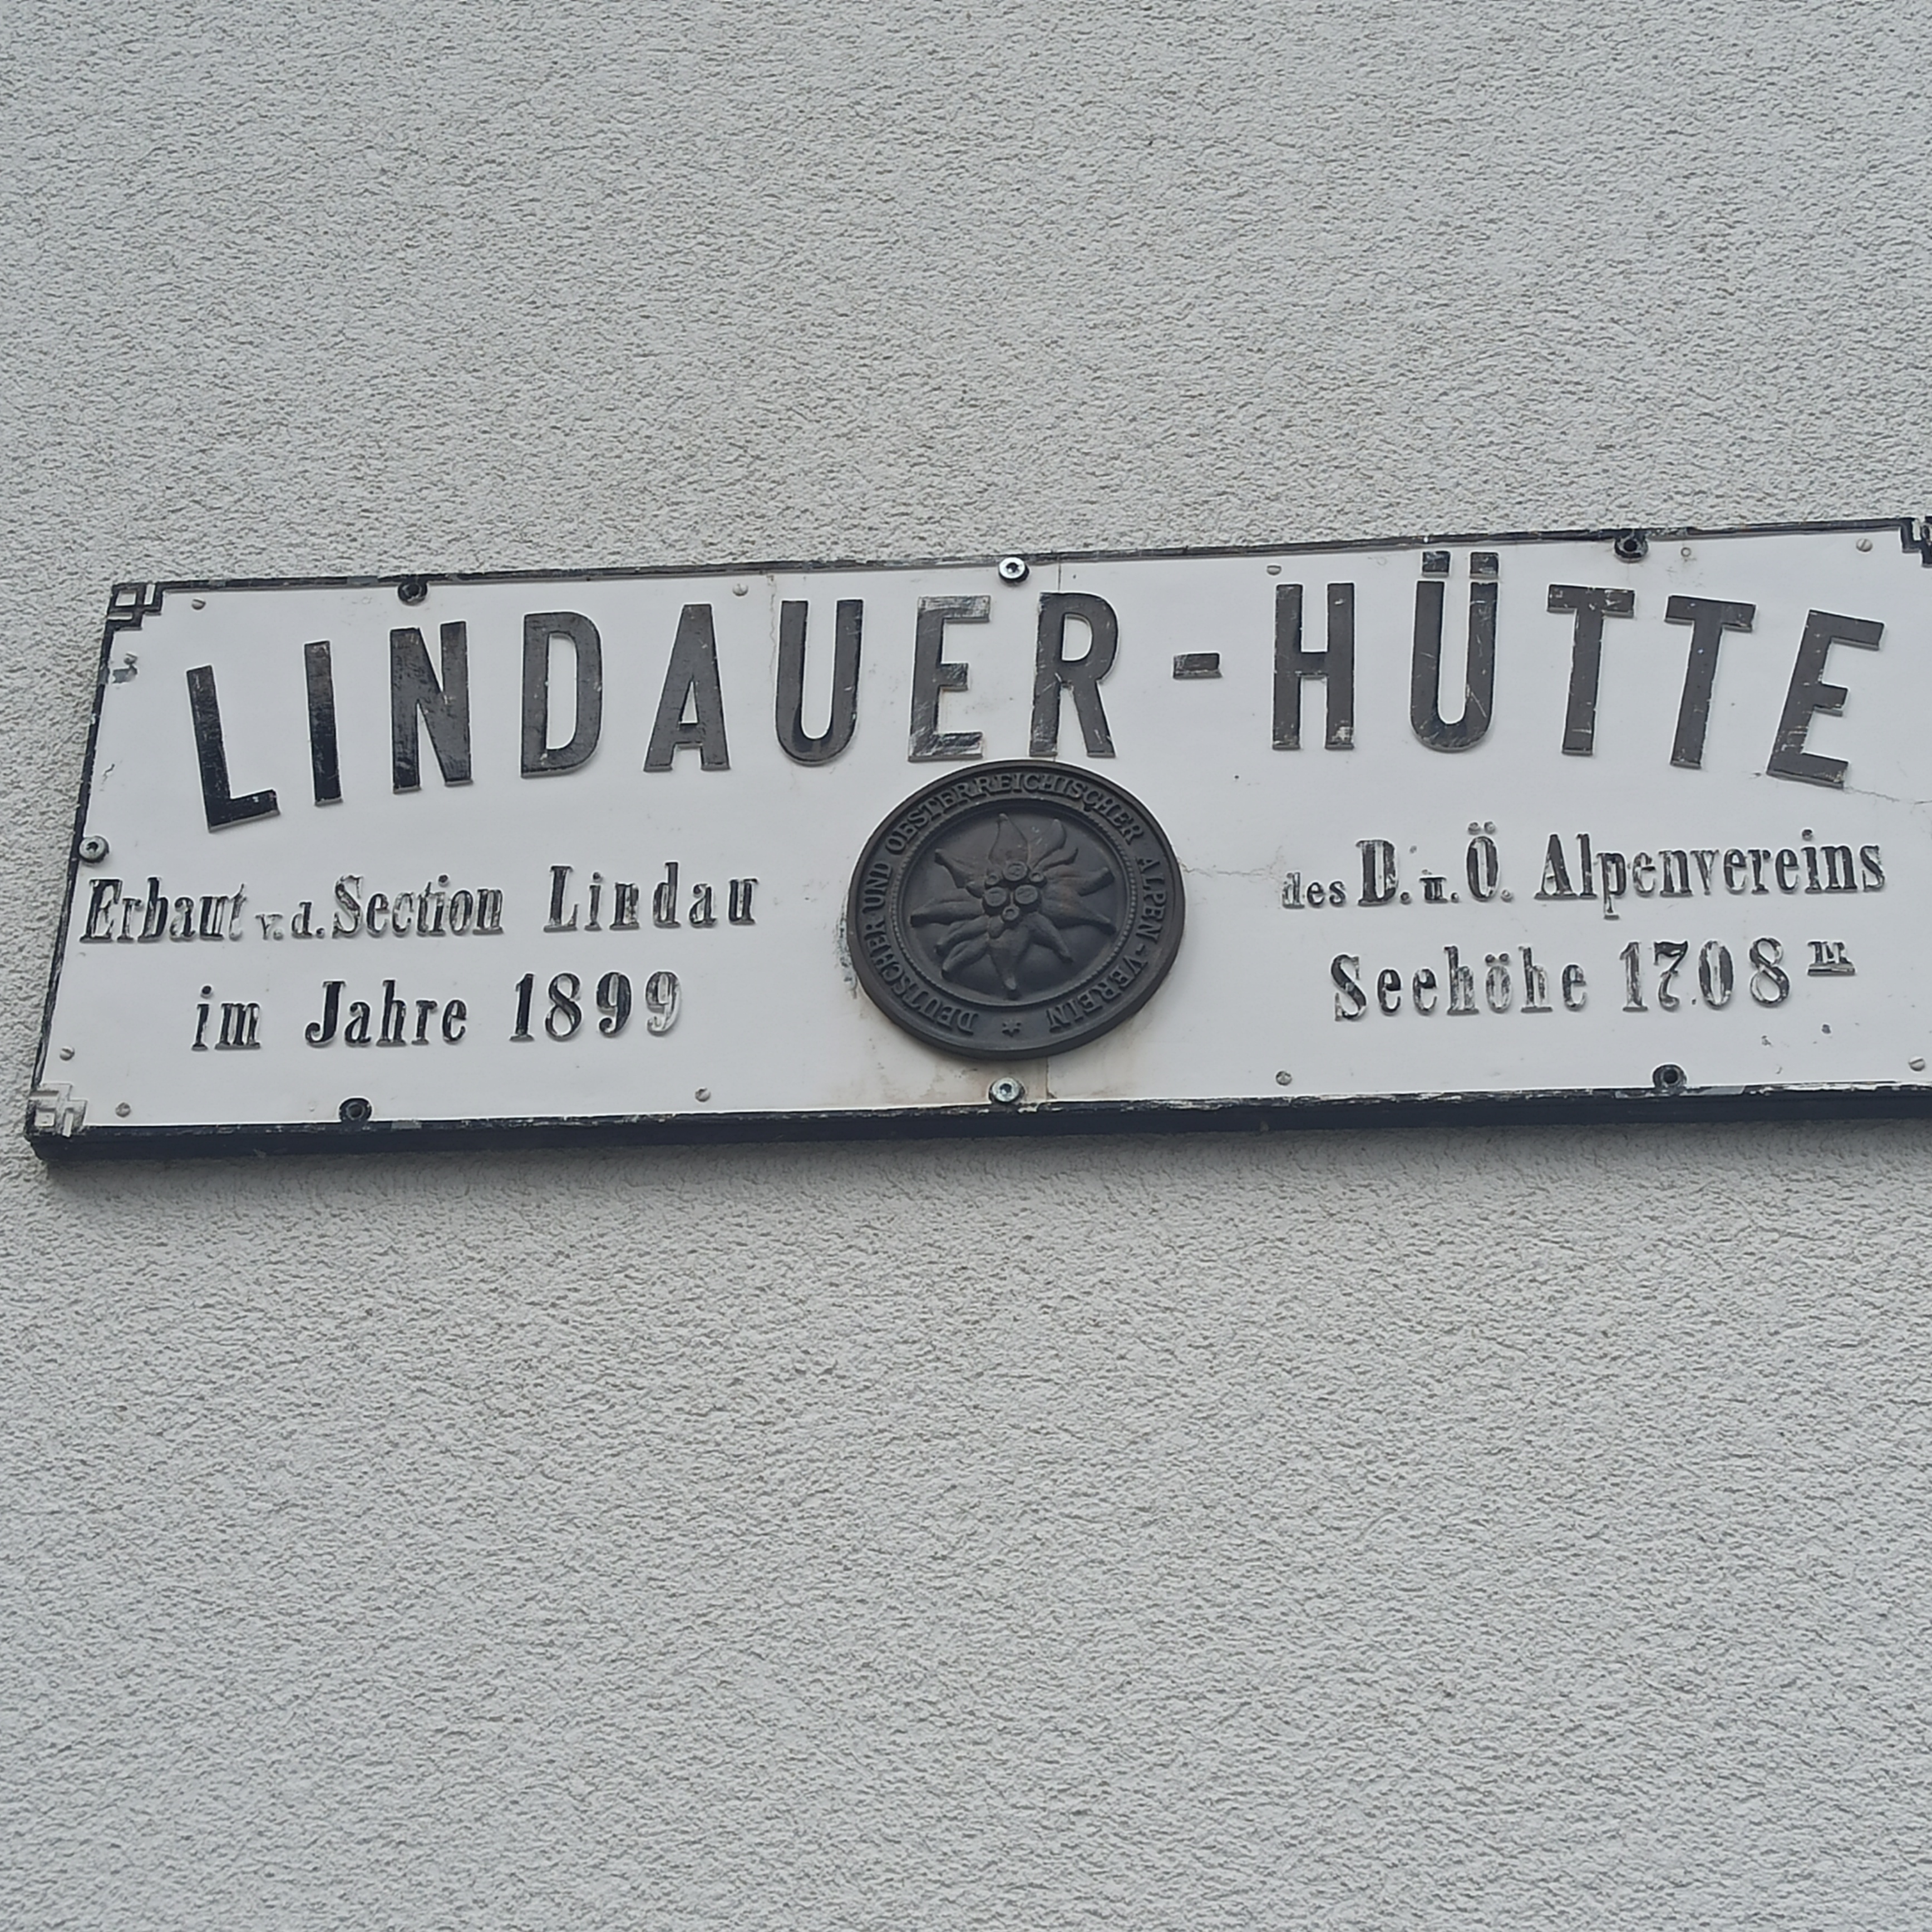 LINDAUER-HÜTTE
Erbaut v.d. Section Lindau
im Jahre 1899
DEUTSCHER UND OESTERREICHISCHER ALPEN-VEREIN *
des D. u. Ö. Alpenvereins
Seehöhe 1708 m